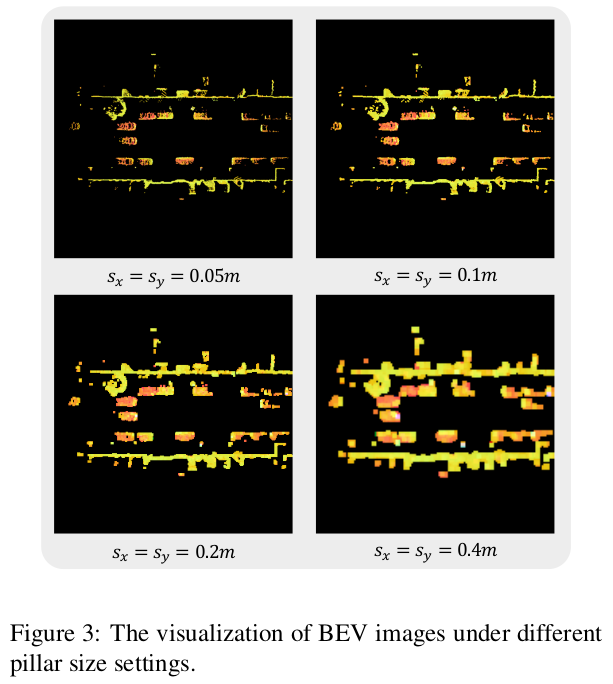 s_x = s_y = 0.05m
s_x = s_y = 0.1m
s_x = s_y = 0.2m
s_x = s_y = 0.4m
Figure 3: The visualization of BEV images under different
pillar size settings.